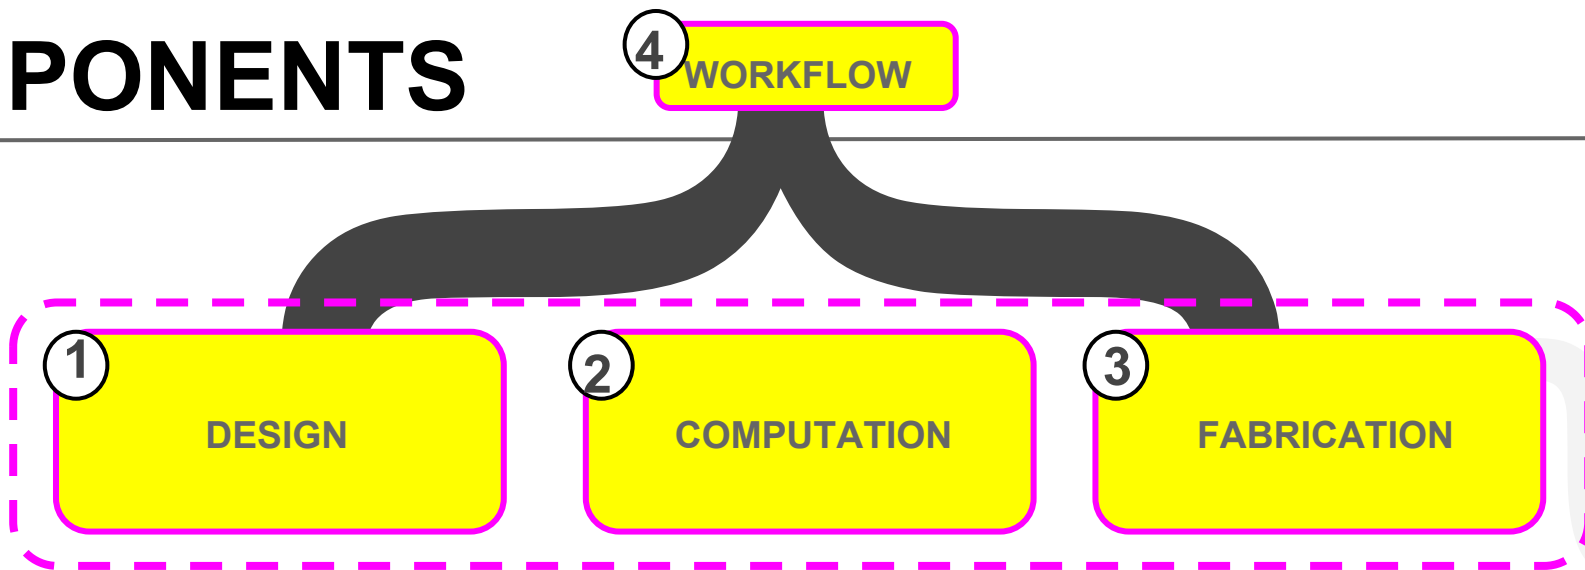 PONENTS
4
WORKFLOW
1
DESIGN
2
COMPUTATION
3
FABRICATION